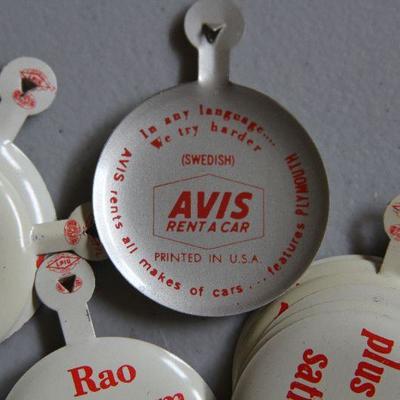 In any language....
We try harder
(SWEDISH)
AVIS
RENT A CAR
PRINTED IN U.S.A.
AVIS rents all makes of cars... features PLYMOUTH
Rao
plus